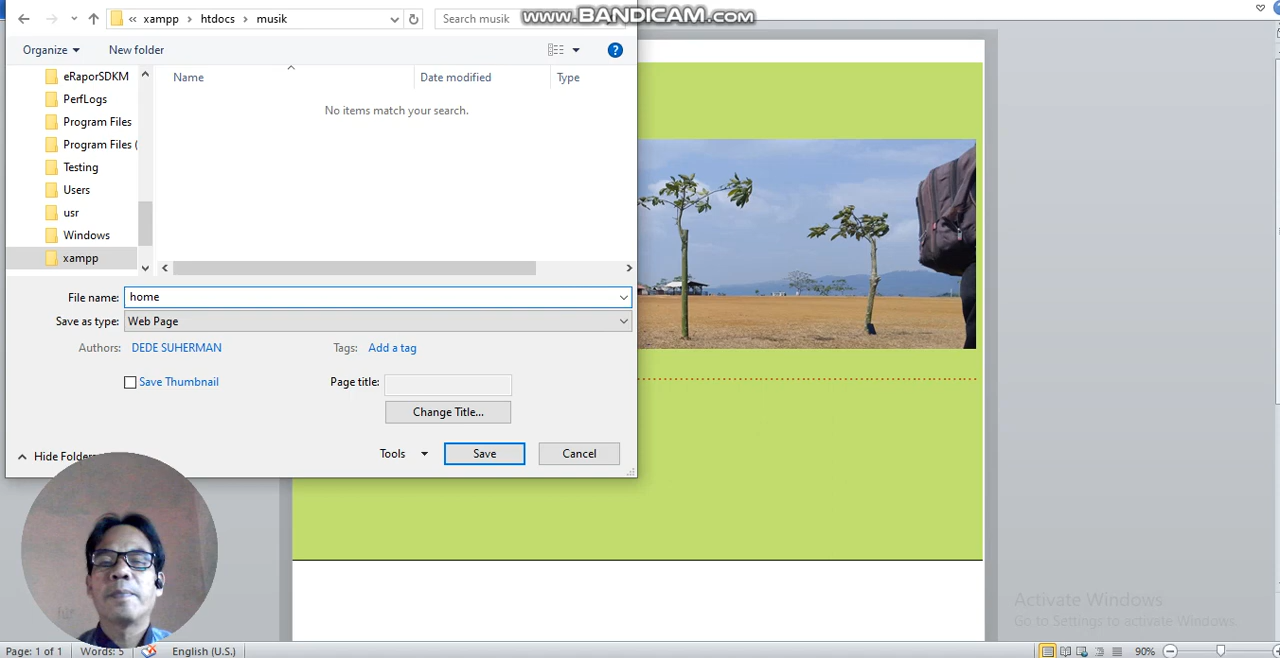 « xampp › htdocs › musik
Search musik
www.BANDICAM.com
Organize
New folder
Name
Date modified
Type
No items match your search.
eRaporSDKM
PerfLogs
Program Files
Program Files (
Testing
Users
usr
Windows
xampp
File name: home
Save as type: Web Page
Authors: DEDE SUHERMAN
Tags: Add a tag
Save Thumbnail
Page title:
Change Title...
Hide Folders
Tools
Save
Cancel
Activate Windows
Go to Settings to activate Windows.
Page: 1 of 1
Words: 5
English (U.S.)
90%